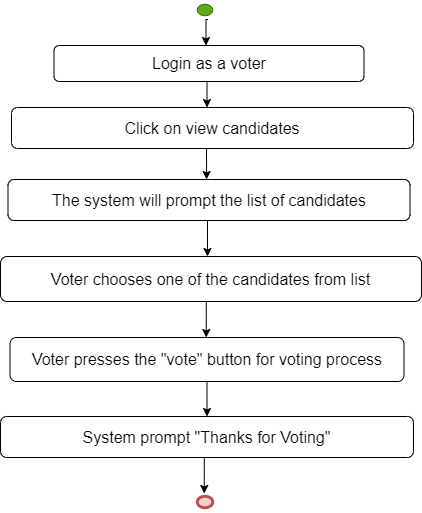 Login as a voter
Click on view candidates
The system will prompt the list of candidates
Voter chooses one of the candidates from list
Voter presses the "vote" button for voting process
System prompt "Thanks for Voting"